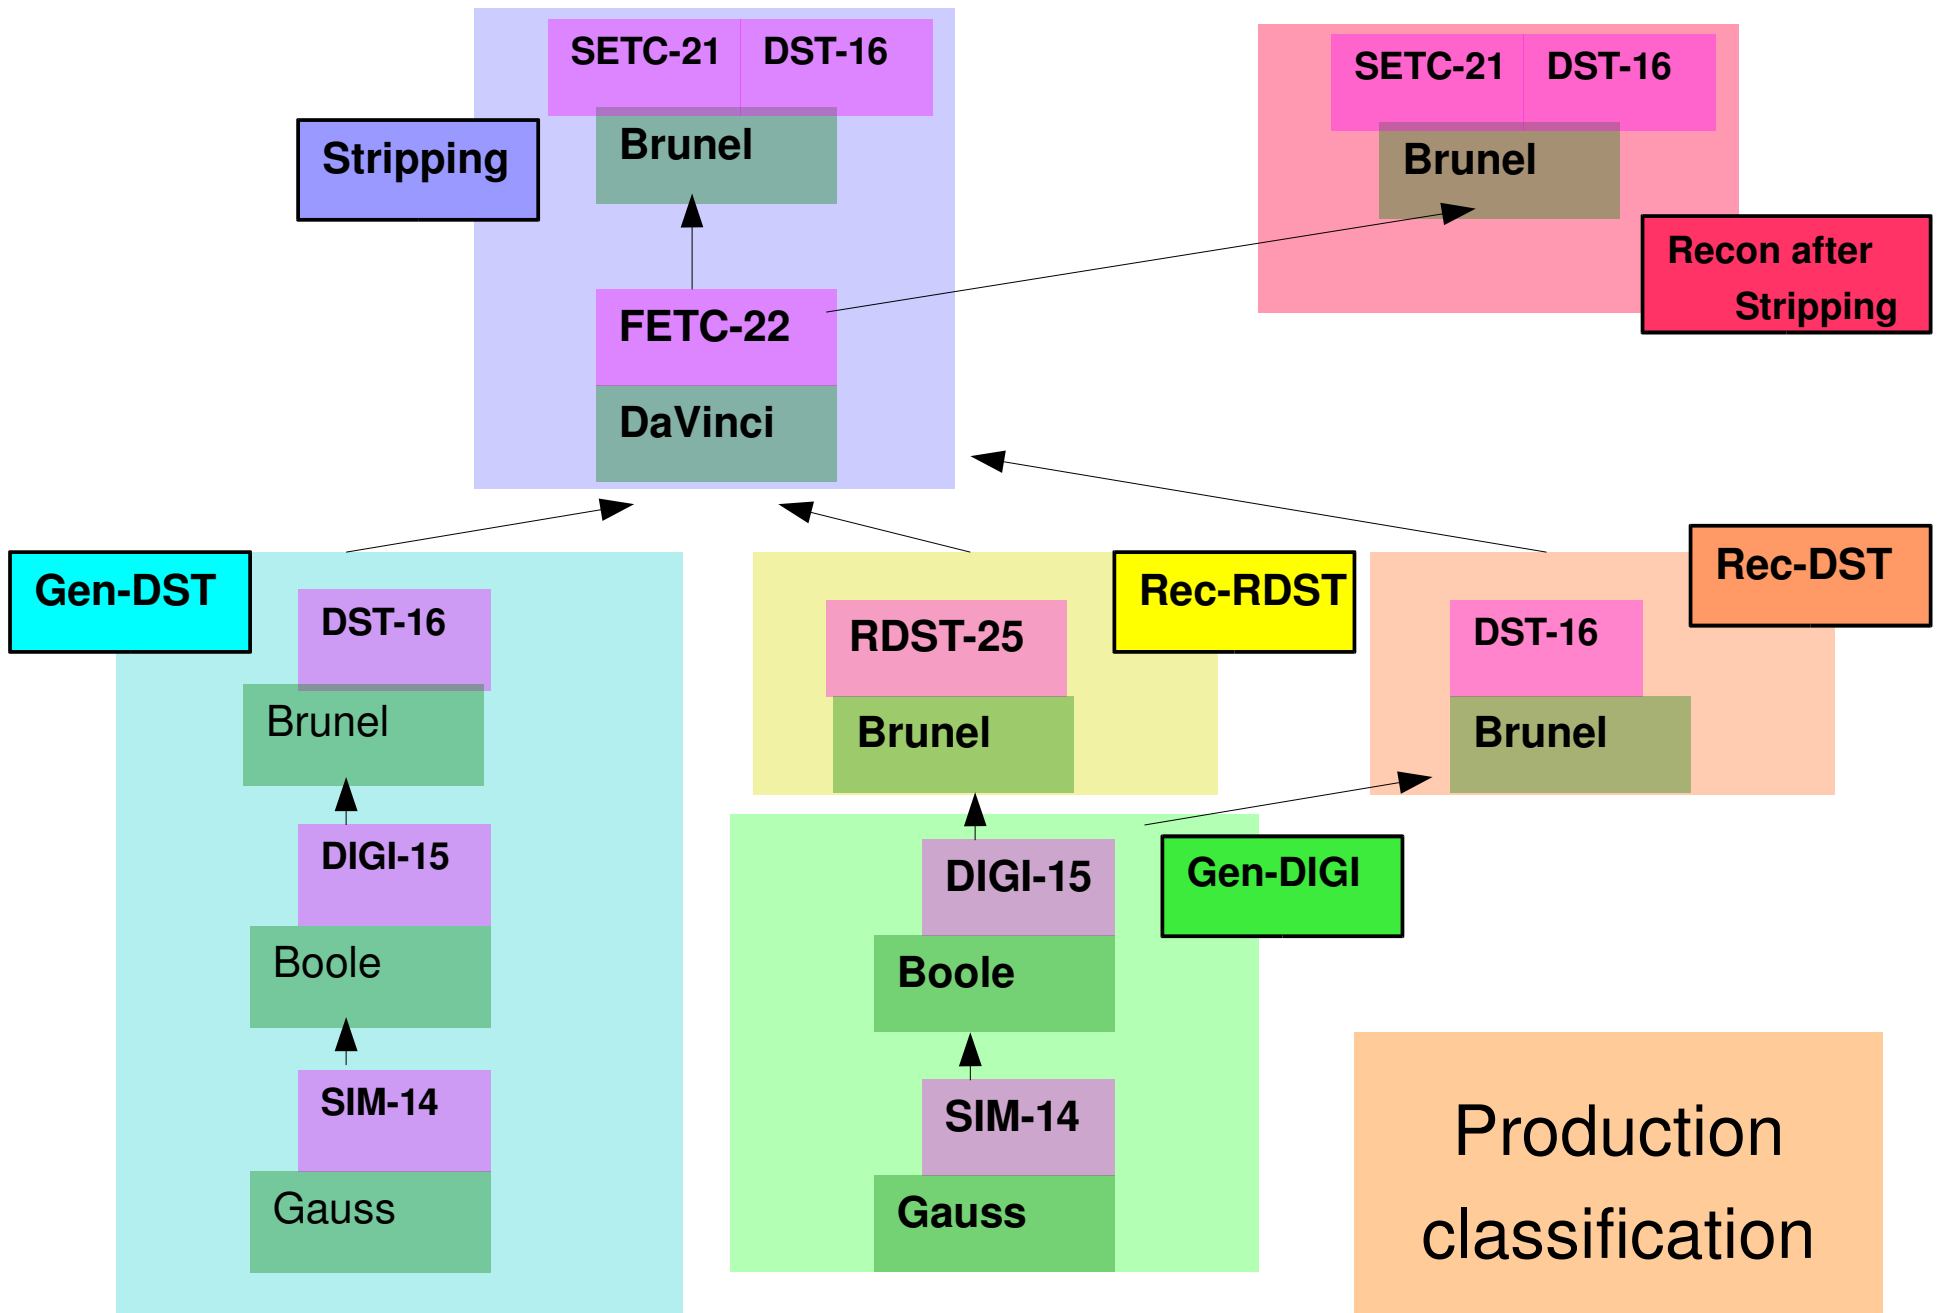 SETC-21 DST-16
Brunel
Stripping
FETC-22
DaVinci
SETC-21 DST-16
Brunel
Recon after
Stripping
Gen-DST
DST-16
Brunel
DIGI-15
Boole
SIM-14
Gauss
Rec-RDST
RDST-25
Brunel
Gen-DIGI
DIGI-15
Boole
SIM-14
Gauss
Rec-DST
DST-16
Brunel
Production
classification